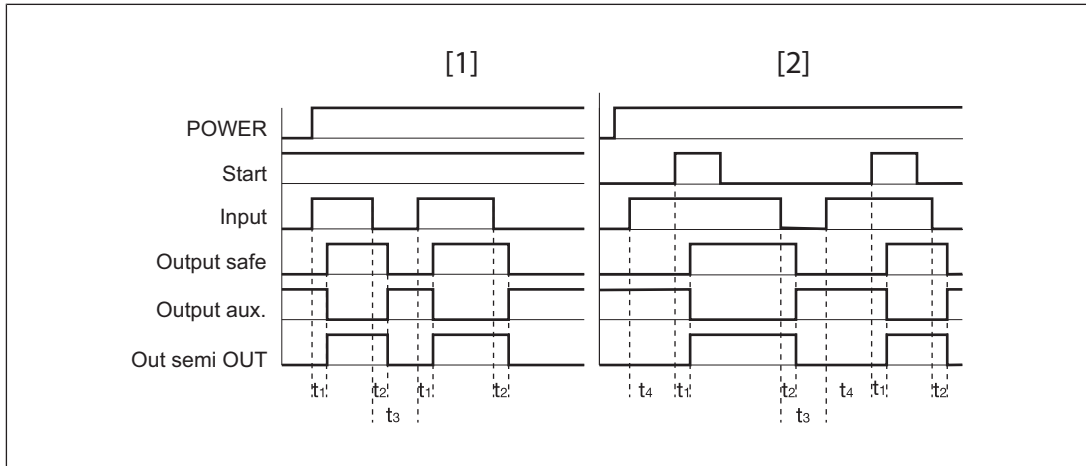 [1] [2]
POWER
Start
Input
Output safe
Output aux.
Out semi OUT
t1 t2 t1 t2 t4 t1 t2 t4 t1 t2
t3 t3